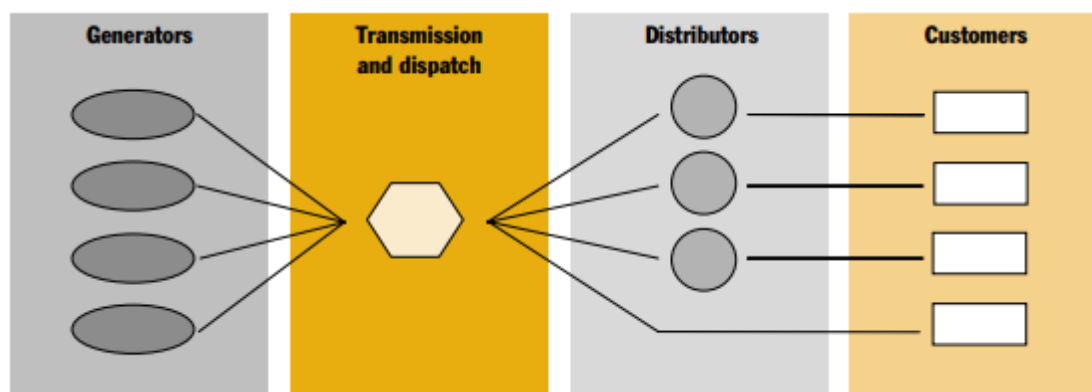 Generators
Transmission
and dispatch
Distributors
Customers